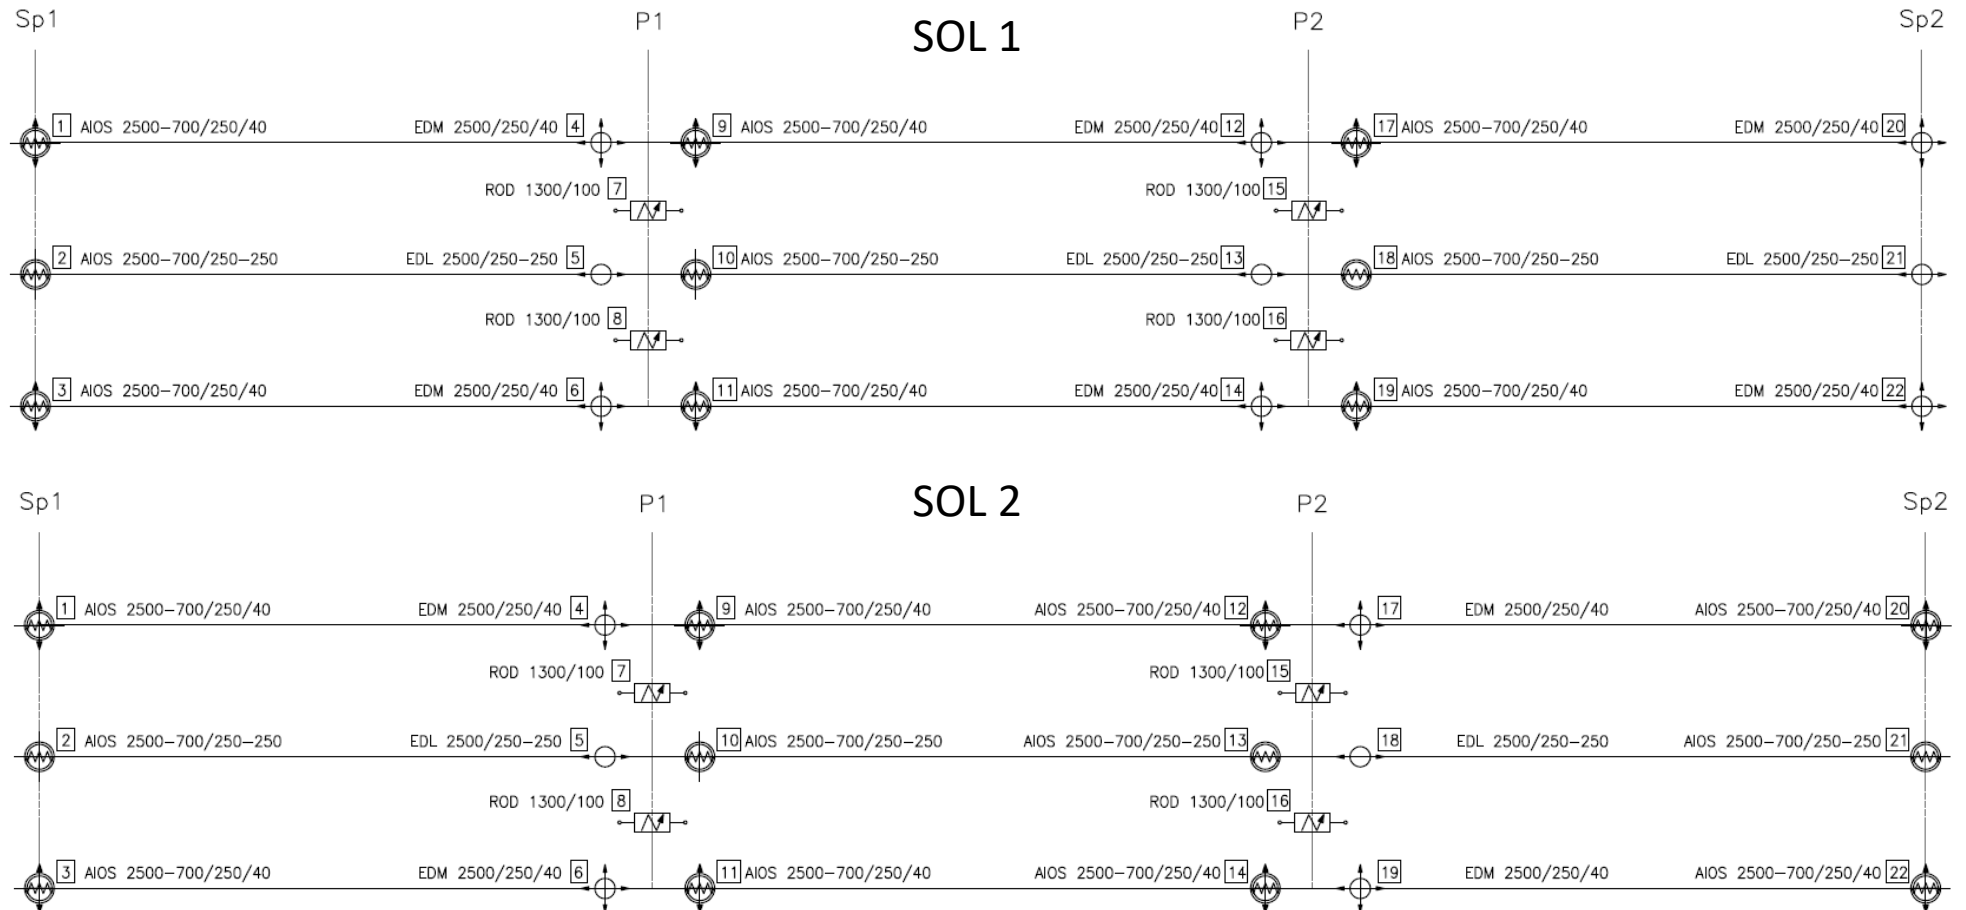 Sp1 P1 SOL 1 P2 Sp2
1 AIOS 2500-700/250/40 EDM 2500/250/40 4 9 AIOS 2500-700/250/40 EDM 2500/250/40 12 17 AIOS 2500-700/250/40 EDM 2500/250/40 20
ROD 1300/100 7 ROD 1300/100 15
2 AIOS 2500-700/250-250 EDL 2500/250-250 5 10 AIOS 2500-700/250-250 EDL 2500/250-250 13 18 AIOS 2500-700/250-250 EDL 2500/250-250 21
ROD 1300/100 8 ROD 1300/100 16
3 AIOS 2500-700/250/40 EDM 2500/250/40 6 11 AIOS 2500-700/250/40 EDM 2500/250/40 14 19 AIOS 2500-700/250/40 EDM 2500/250/40 22
Sp1 P1 SOL 2 P2 Sp2
1 AIOS 2500-700/250/40 EDM 2500/250/40 4 9 AIOS 2500-700/250/40 AIOS 2500-700/250/40 12 17 EDM 2500/250/40 AIOS 2500-700/250/40 20
ROD 1300/100 7 ROD 1300/100 15
2 AIOS 2500-700/250-250 EDL 2500/250-250 5 10 AIOS 2500-700/250-250 AIOS 2500-700/250-250 13 18 EDL 2500/250-250 AIOS 2500-700/250-250 21
ROD 1300/100 8 ROD 1300/100 16
3 AIOS 2500-700/250/40 EDM 2500/250/40 6 11 AIOS 2500-700/250/40 AIOS 2500-700/250/40 14 19 EDM 2500/250/40 AIOS 2500-700/250/40 22